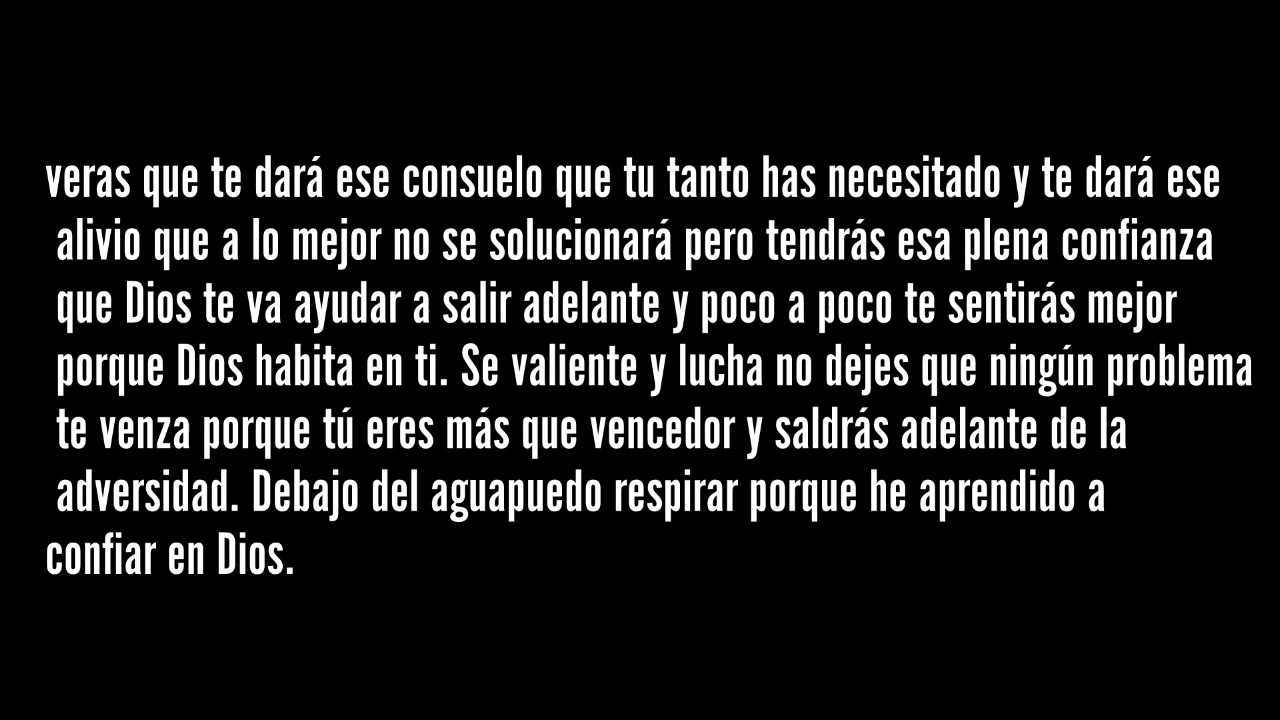 veras que te dará ese consuelo que tu tanto has necesitado y te dará ese
alivio que a lo mejor no se solucionará pero tendrás esa plena confianza
que Dios te va ayudar a salir adelante y poco a poco te sentirás mejor
porque Dios habita en ti. Se valiente y lucha no dejes que ningún problema
te venza porque tú eres más que vencedor y saldrás adelante de la
adversidad. Debajo del aguapuedo respirar porque he aprendido a
confiar en Dios.